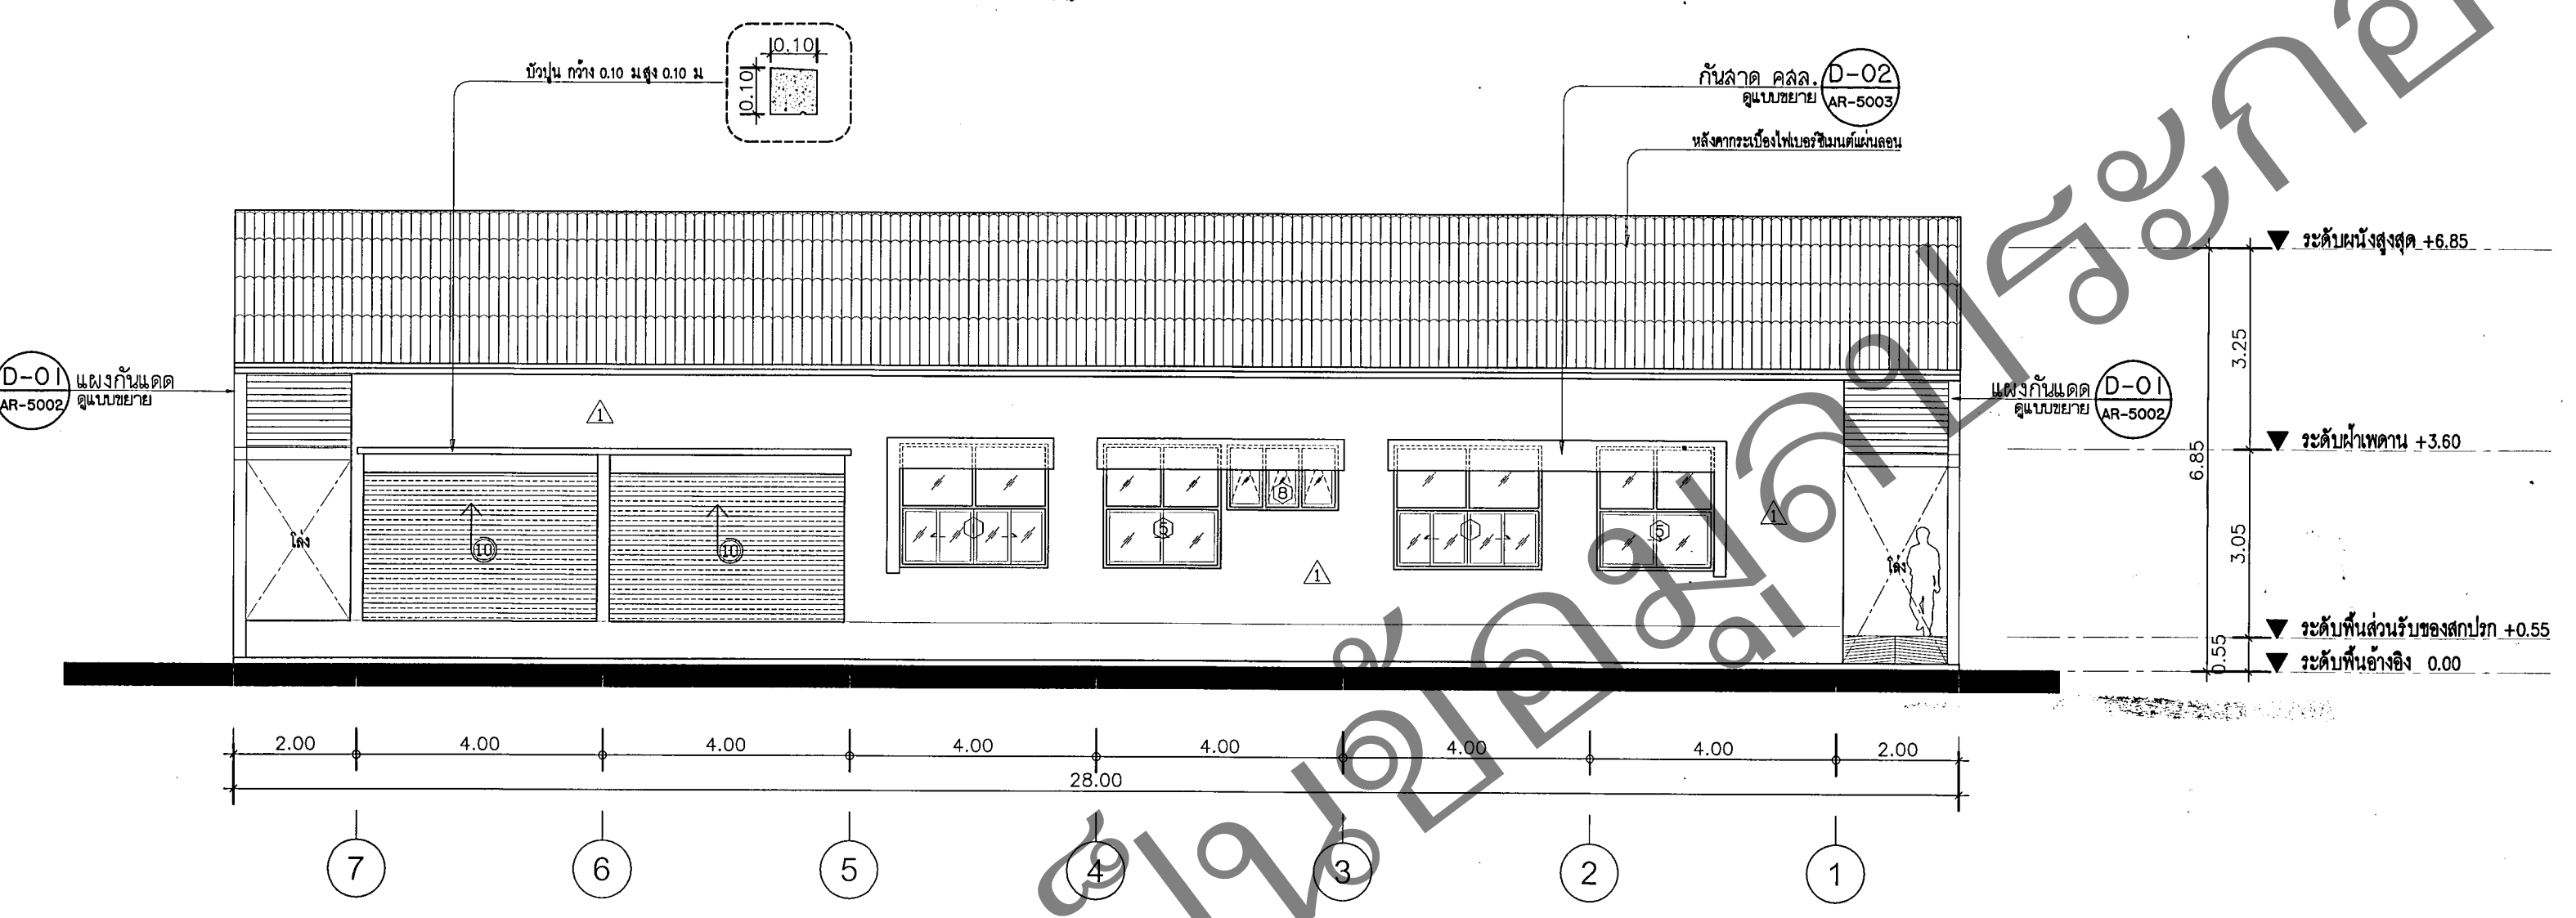 0.10
บัวปูน กว้าง 0.10 ม.สูง 0.10 ม
0.10
กันสาด คสล.
ดูแบบขยาย
D-02
AR-5003
หลังคากระเบื้องไฟเบอร์ซีเมนต์แผ่นลอน
ระดับผนังสูงสุด +6.85
3.25
D-01
AR-5002
แผงกันแดด
ดูแบบขยาย
1
แผงกันแดด
ดูแบบขยาย
D-01
AR-5002
ระดับฝ้าเพดาน +3.60
6.85
8
1
โล่ง
10
10
5
1
5
โล่ง
3.05
1
ระดับพื้นส่วนรับของสกปรก +0.55
0.55
ระดับพื้นอ้างอิง 0.00
2.00 4.00 4.00 4.00 4.00 4.00 4.00 2.00
28.00
7 6 5 4 3 2 1